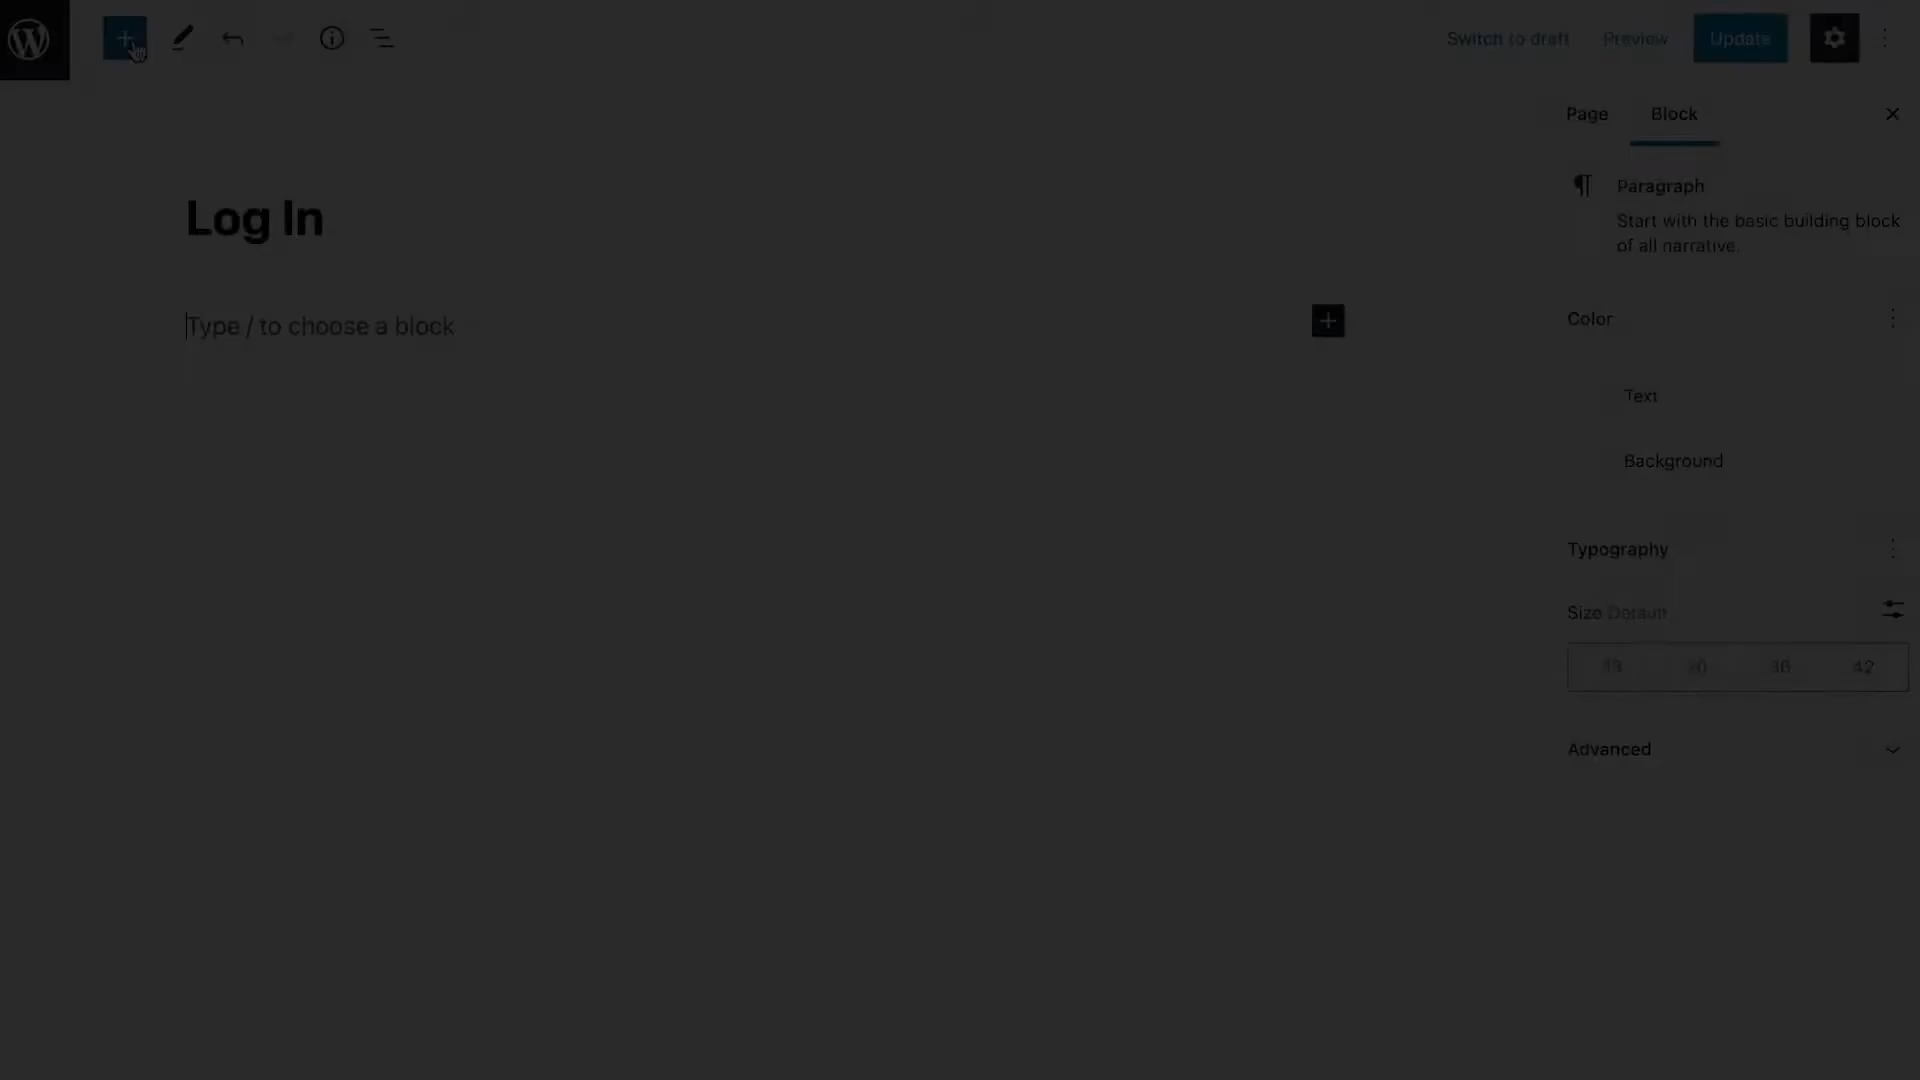 Switch to draft Preview Update
Page Block
Log In
Paragraph
Start with the basic building block
of all narrative.
Type / to choose a block
Color
Text
Background
Typography
Size Default
36 42
Advanced